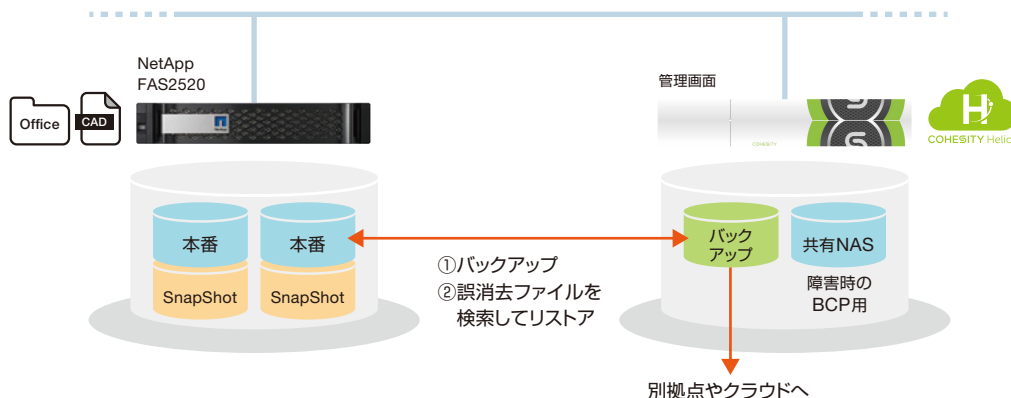 NetApp
FAS2520
Office
CAD
NetApp
管理画面
COHESITY
H
COHESITY Helio
本番
本番
SnapShot
SnapShot
①バックアップ
②誤消去ファイルを
検索してリストア
バック
アップ
共有NAS
障害時の
BCP用
別拠点やクラウドへ